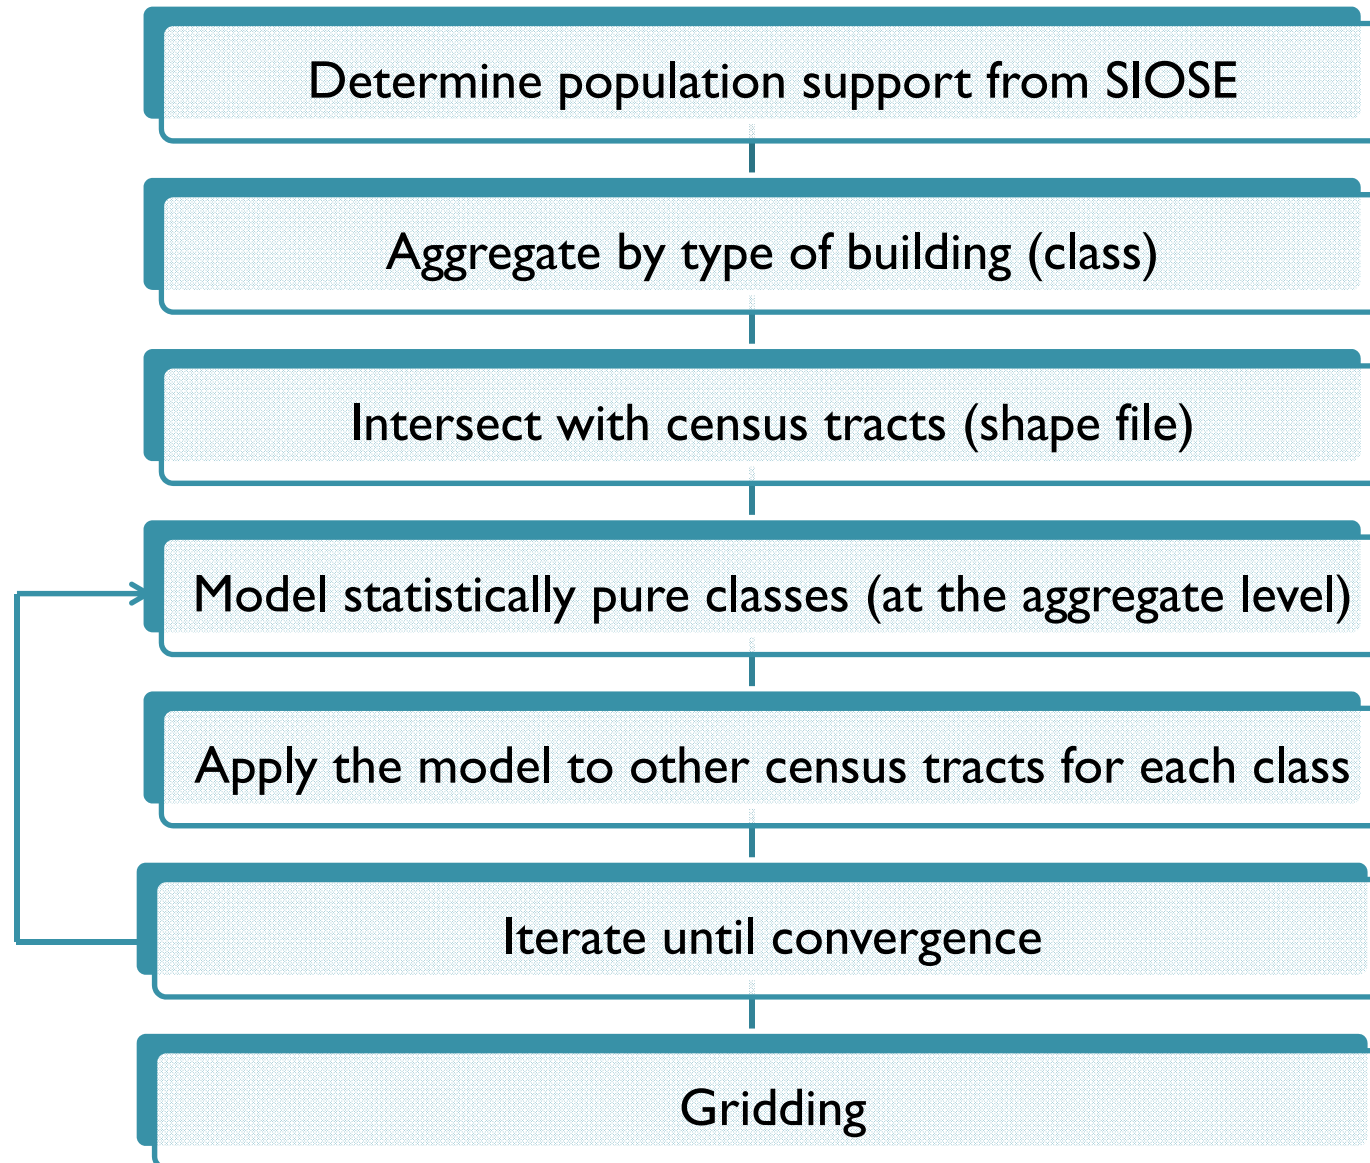 Determine population support from SIOSE
Aggregate by type of building (class)
Intersect with census tracts (shape file)
Model statistically pure classes (at the aggregate level)
Apply the model to other census tracts for each class
Iterate until convergence
Gridding